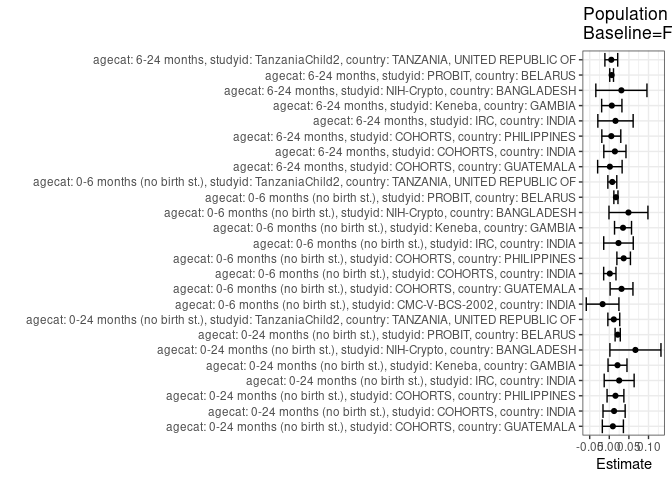 Population
Baseline=F
agecat: 6-24 months, studyid: TanzaniaChild2, country: TANZANIA, UNITED REPUBLIC OF
agecat: 6-24 months, studyid: PROBIT, country: BELARUS
agecat: 6-24 months, studyid: NIH-Crypto, country: BANGLADESH
agecat: 6-24 months, studyid: Keneba, country: GAMBIA
agecat: 6-24 months, studyid: IRC, country: INDIA
agecat: 6-24 months, studyid: COHORTS, country: PHILIPPINES
agecat: 6-24 months, studyid: COHORTS, country: INDIA
agecat: 6-24 months, studyid: COHORTS, country: GUATEMALA
agecat: 0-6 months (no birth st.), studyid: TanzaniaChild2, country: TANZANIA, UNITED REPUBLIC OF
agecat: 0-6 months (no birth st.), studyid: PROBIT, country: BELARUS
agecat: 0-6 months (no birth st.), studyid: NIH-Crypto, country: BANGLADESH
agecat: 0-6 months (no birth st.), studyid: Keneba, country: GAMBIA
agecat: 0-6 months (no birth st.), studyid: IRC, country: INDIA
agecat: 0-6 months (no birth st.), studyid: COHORTS, country: PHILIPPINES
agecat: 0-6 months (no birth st.), studyid: COHORTS, country: INDIA
agecat: 0-6 months (no birth st.), studyid: COHORTS, country: GUATEMALA
agecat: 0-6 months (no birth st.), studyid: CMC-V-BCS-2002, country: INDIA
agecat: 0-24 months (no birth st.), studyid: TanzaniaChild2, country: TANZANIA, UNITED REPUBLIC OF
agecat: 0-24 months (no birth st.), studyid: PROBIT, country: BELARUS
agecat: 0-24 months (no birth st.), studyid: NIH-Crypto, country: BANGLADESH
agecat: 0-24 months (no birth st.), studyid: Keneba, country: GAMBIA
agecat: 0-24 months (no birth st.), studyid: IRC, country: INDIA
agecat: 0-24 months (no birth st.), studyid: COHORTS, country: PHILIPPINES
agecat: 0-24 months (no birth st.), studyid: COHORTS, country: INDIA
agecat: 0-24 months (no birth st.), studyid: COHORTS, country: GUATEMALA
-0.05 0.00 0.05 0.10
Estimate